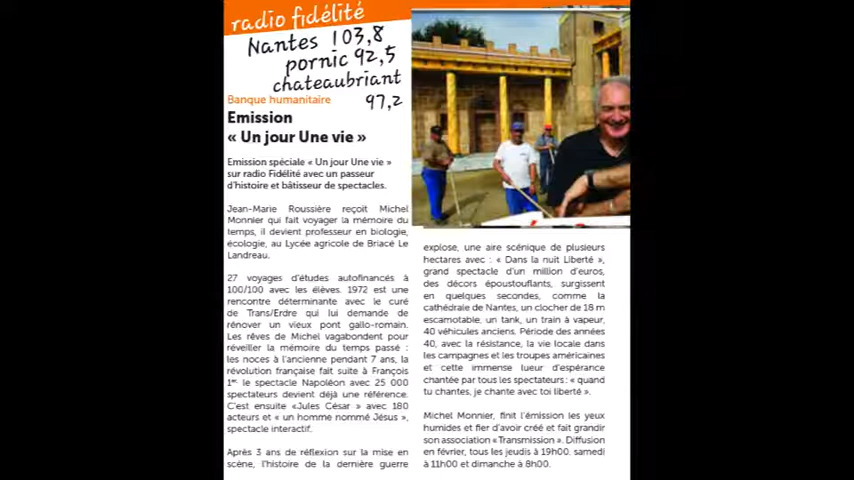 radio fidélité
Nantes 103,8
pornic 92,5
chateaubriant
97,2
Banque humanitaire
Emission
« Un jour Une vie »
Emission spéciale « Un jour Une vie »
sur radio Fidélité avec un passeur
d'histoire et bâtisseur de spectacles.
Jean-Marie Roussière reçoit Michel
Monnier qui fait voyager la mémoire du
temps, il devient professeur en biologie,
écologie, au Lycée agricole de Briacé Le
Landreau.
27 voyages d'études autofinancés à
100/100 avec les élèves. 1972 est une
rencontre déterminante avec le curé
de Trans/Erdre qui lui demande de
rénover un vieux pont gallo-romain.
Les rêves de Michel vagabondent pour
réveiller la mémoire du temps passé :
les noces à l'ancienne pendant 7 ans, la
révolution française fait suite à François
1er, le spectacle Napoléon avec 25 000
spectateurs devient déjà une référence.
C'est ensuite «Jules César » avec 180
acteurs et « un homme nommé Jésus »,
spectacle interactif.
Après 3 ans de réflexion sur la mise en
scène, l'histoire de la dernière guerre
explose, une aire scénique de plusieurs
hectares avec : « Dans la nuit Liberté »,
grand spectacle d'un million d'euros,
des décors époustouflants, surgissent
en quelques secondes, comme la
cathédrale de Nantes, un clocher de 18 m
escamotable, un tank, un train à vapeur,
40 véhicules anciens. Période des années
40, avec la résistance, la vie locale dans
les campagnes et les troupes américaines
et cette immense lueur d'espérance
chantée par tous les spectateurs : « quand
tu chantes, je chante avec toi liberté ».
Michel Monnier, finit l'émission les yeux
humides et fier d'avoir créé et fait grandir
son association « Transmission ». Diffusion
en février, tous les jeudis à 19h00, samedi
à 11h00 et dimanche à 8h00.